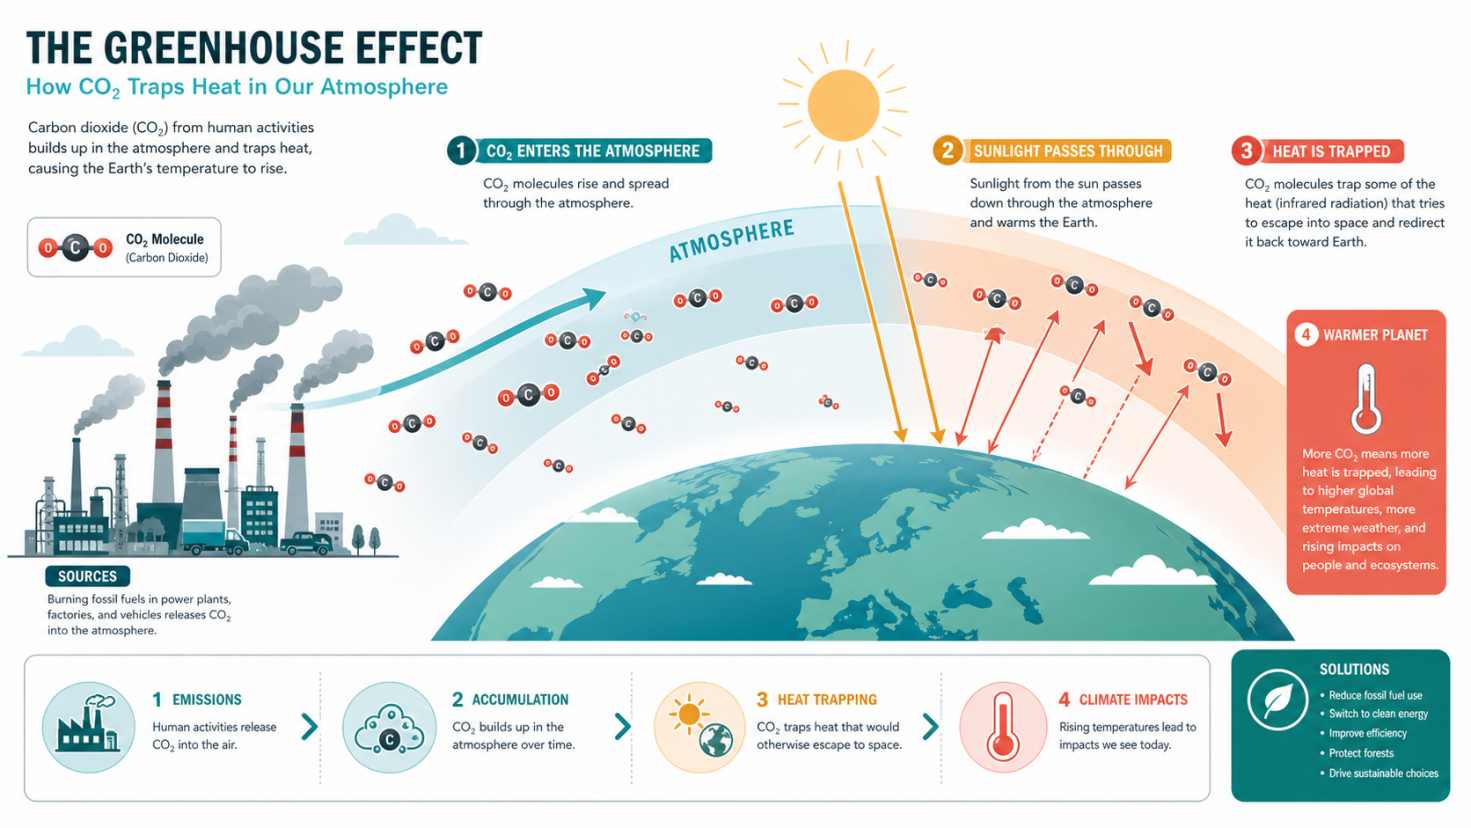 THE GREENHOUSE EFFECT
How CO₂ Traps Heat in Our Atmosphere
Carbon dioxide (CO₂) from human activities
builds up in the atmosphere and traps heat,
causing the Earth's temperature to rise.
O C O
CO₂ Molecule
(Carbon Dioxide)
1 CO₂ ENTERS THE ATMOSPHERE
CO₂ molecules rise and spread
through the atmosphere.
2 SUNLIGHT PASSES THROUGH
Sunlight from the sun passes
down through the atmosphere
and warms the Earth.
3 HEAT IS TRAPPED
CO₂ molecules trap some of the
heat (infrared radiation) that tries
to escape into space and redirect
it back toward Earth.
ATMOSPHERE
4 WARMER PLANET
More CO₂ means more
heat is trapped, leading
to higher global
temperatures, more
extreme weather, and
rising impacts on
people and ecosystems.
SOURCES
Burning fossil fuels in power plants,
factories, and vehicles releases CO₂
into the atmosphere.
1 EMISSIONS
Human activities release
CO₂ into the air.
2 ACCUMULATION
CO₂ builds up in the
atmosphere over time.
C
3 HEAT TRAPPING
CO₂ traps heat that would
otherwise escape to space.
4 CLIMATE IMPACTS
Rising temperatures lead to
impacts we see today.
SOLUTIONS
• Reduce fossil fuel use
• Switch to clean energy
• Improve efficiency
• Protect forests
• Drive sustainable choices